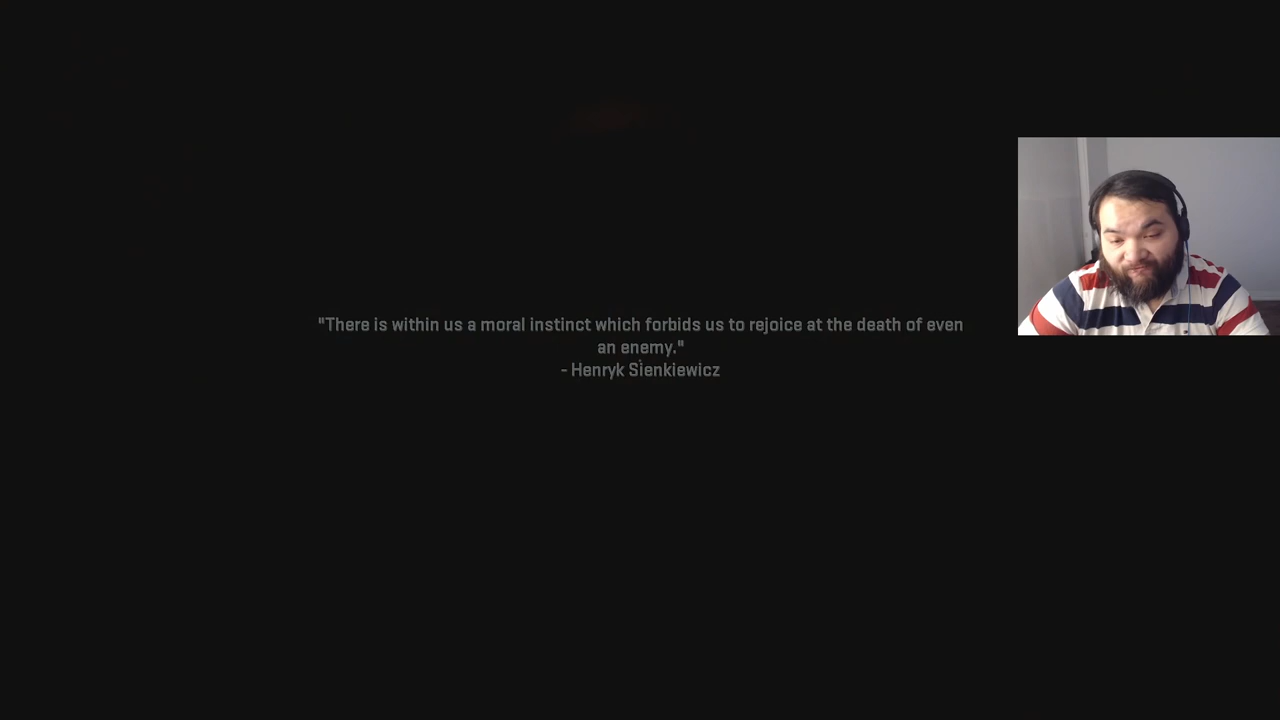 "There is within us a moral instinct which forbids us to rejoice at the death of even
an enemy."
- Henryk Sienkiewicz